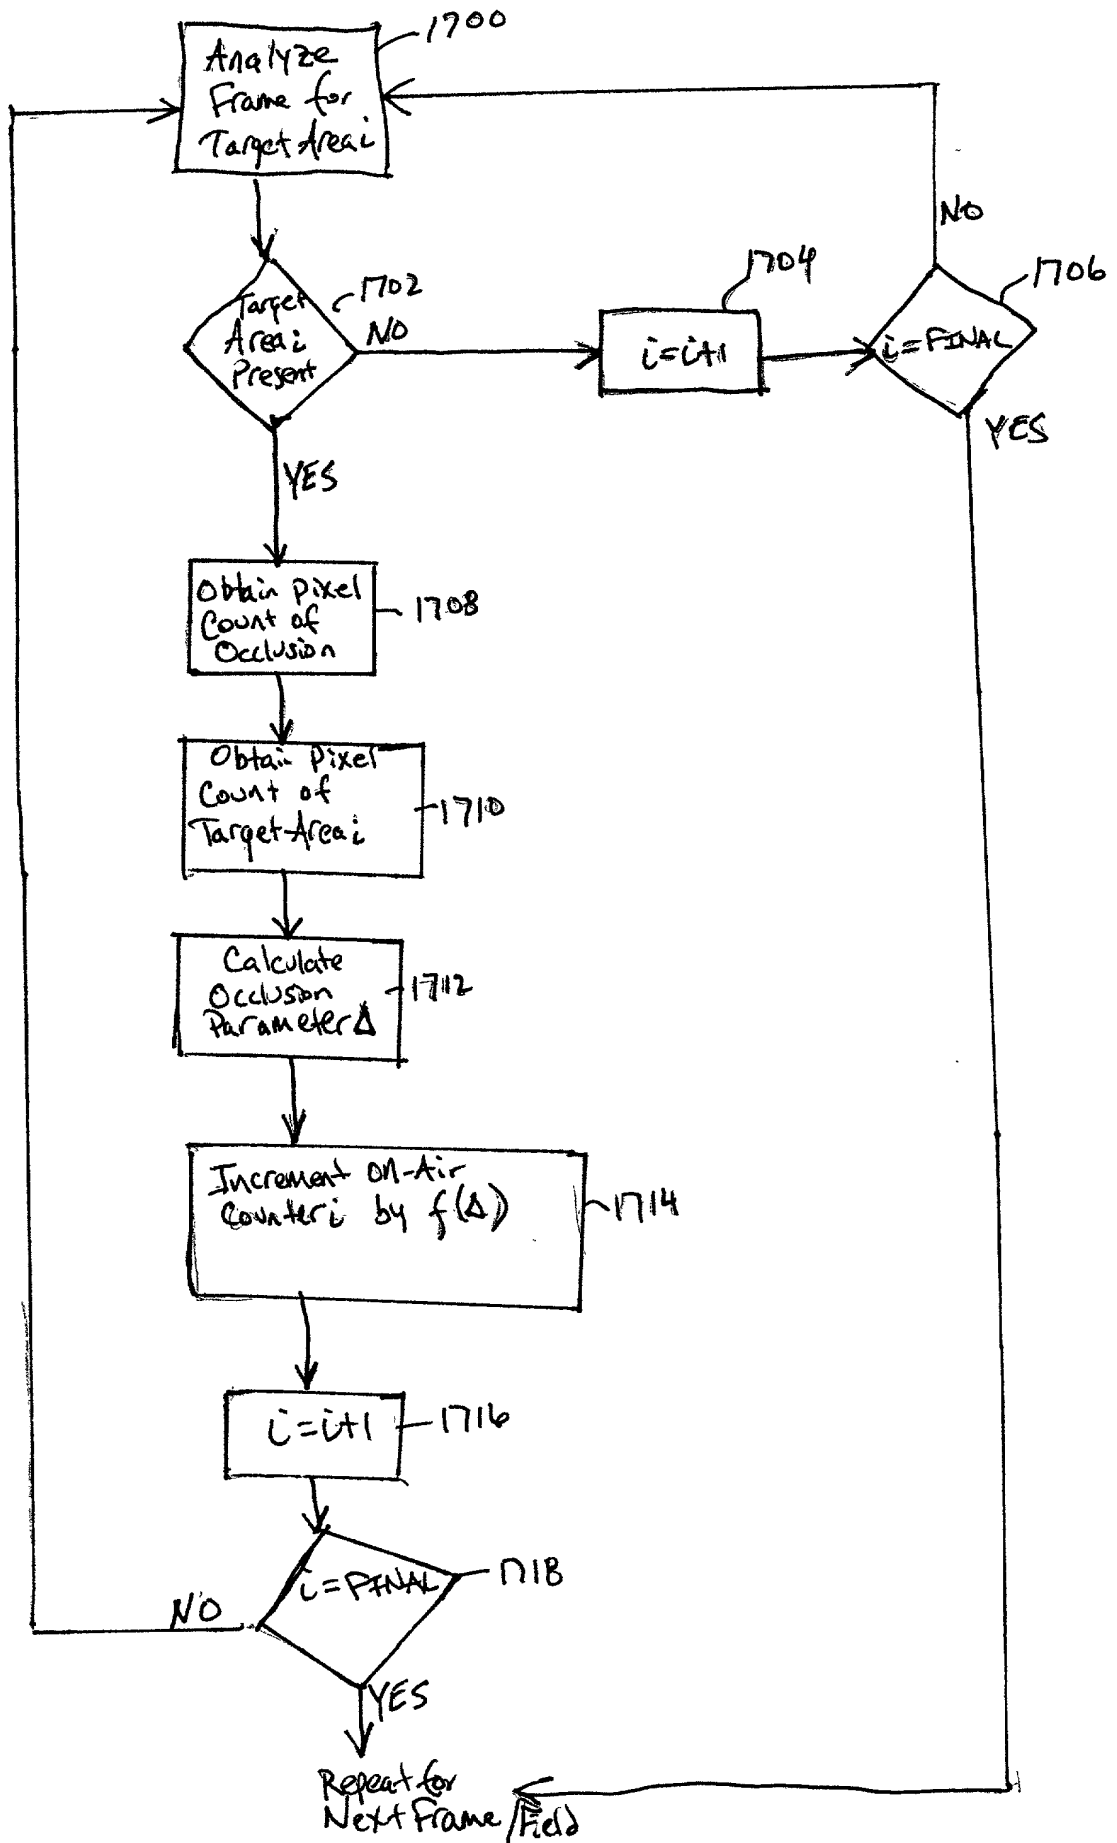 1700
Analyze
Frame for
Target Area i
NO
1704
1706
1702
Target
Area i
Present
NO
i=i+1
i=FINAL
YES
YES
Obtain Pixel
Count of
Occlusion
1708
Obtain Pixel
Count of
Target Area i
1710
Calculate
Occlusion
Parameter Δ
1712
Increment On-Air
Counter i by f(Δ)
1714
i=i+1
1716
i=FINAL
1718
NO
YES
Repeat for
Next Frame/Field